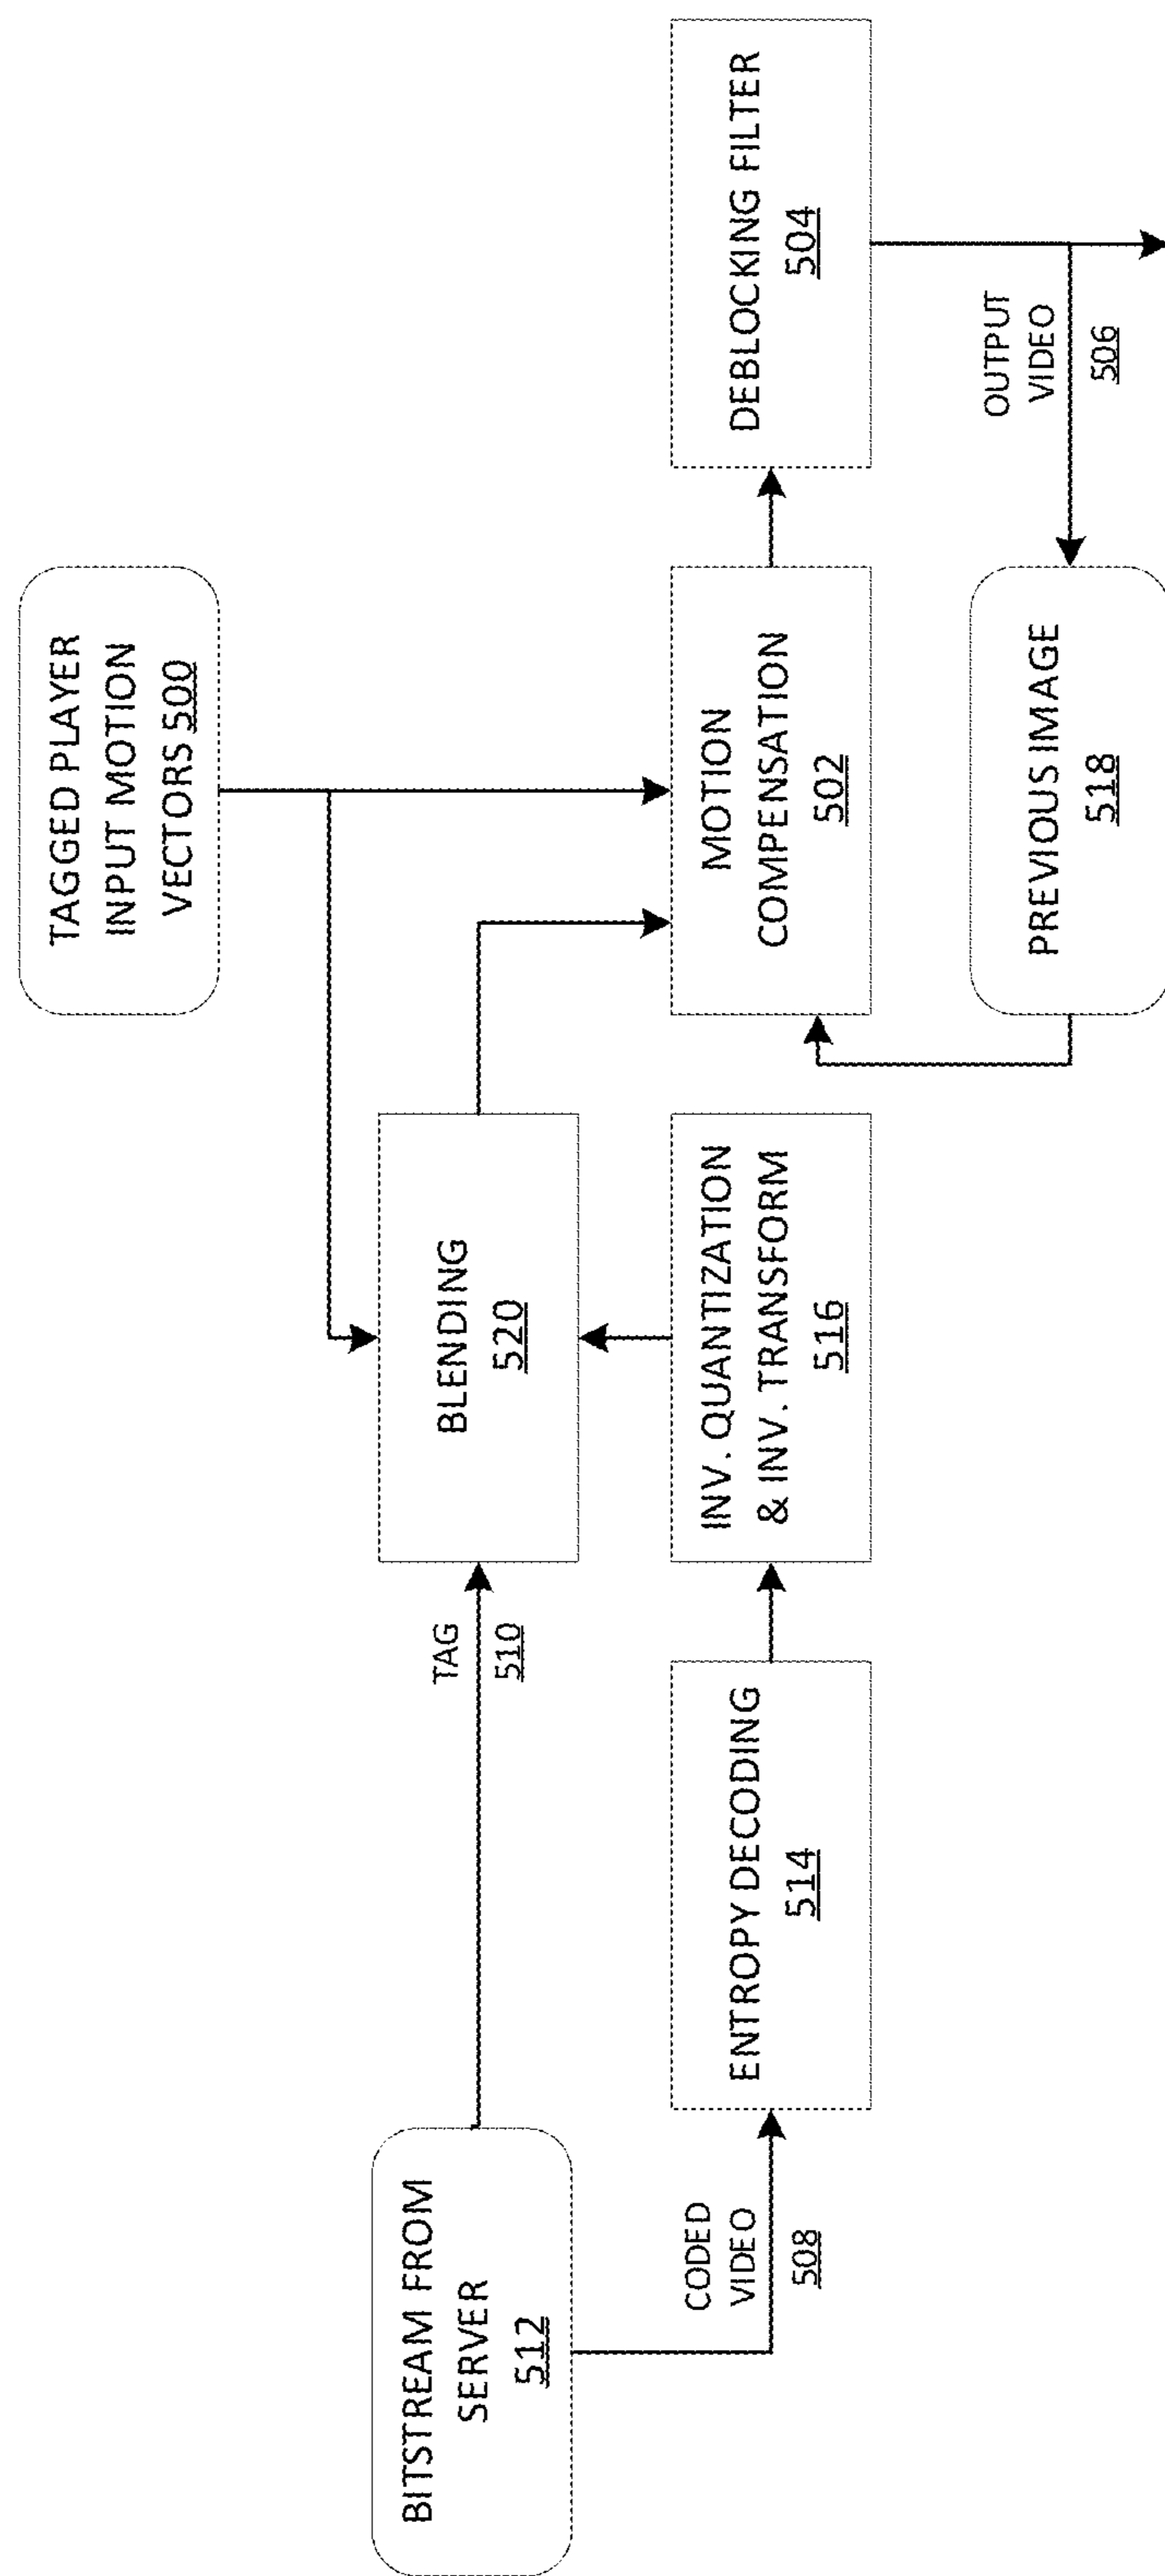 TAGGED PLAYER
INPUT MOTION
VECTORS 500
BITSTREAM FROM
SERVER
512
TAG
510
BLENDING
520
CODED
VIDEO
508
ENTROPY DECODING
514
INV. QUANTIZATION
& INV. TRANSFORM
516
MOTION
COMPENSATION
502
DEBLOCKING FILTER
504
PREVIOUS IMAGE
518
OUTPUT
VIDEO
506